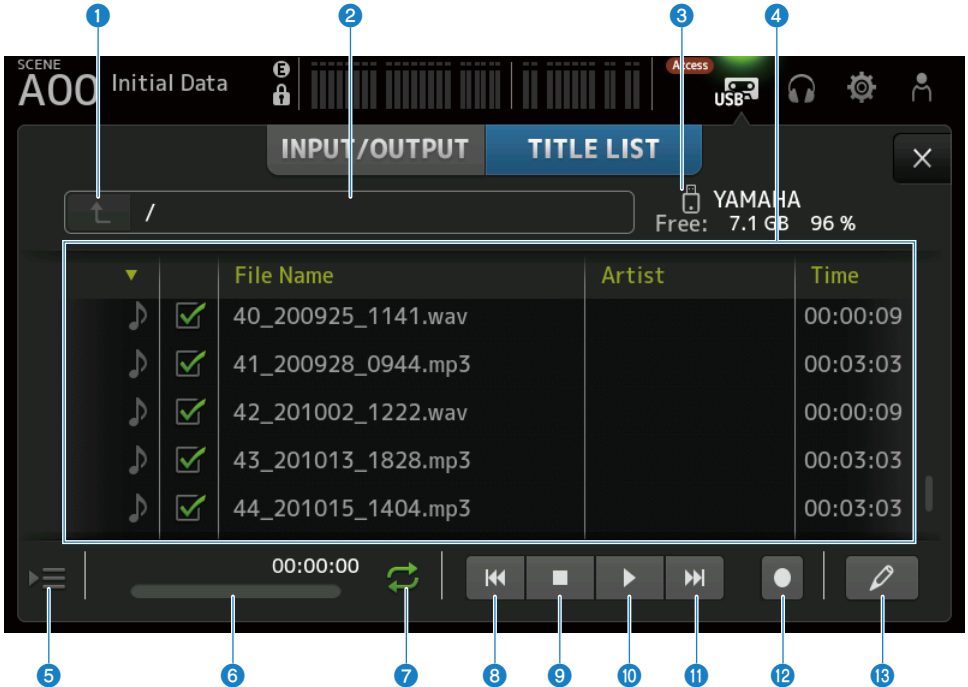 1 2 3 4
SCENE
A00 Initial Data E Access
USB
INPUT/OUTPUT TITLE LIST
/ YAMAHA
Free: 7.1 GB 96 %
File Name Artist Time
40_200925_1141.wav 00:00:09
41_200928_0944.mp3 00:03:03
42_201002_1222.wav 00:00:09
43_201013_1828.mp3 00:03:03
44_201015_1404.mp3 00:03:03
00:00:00
5 6 7 8 9 10 11 12 13